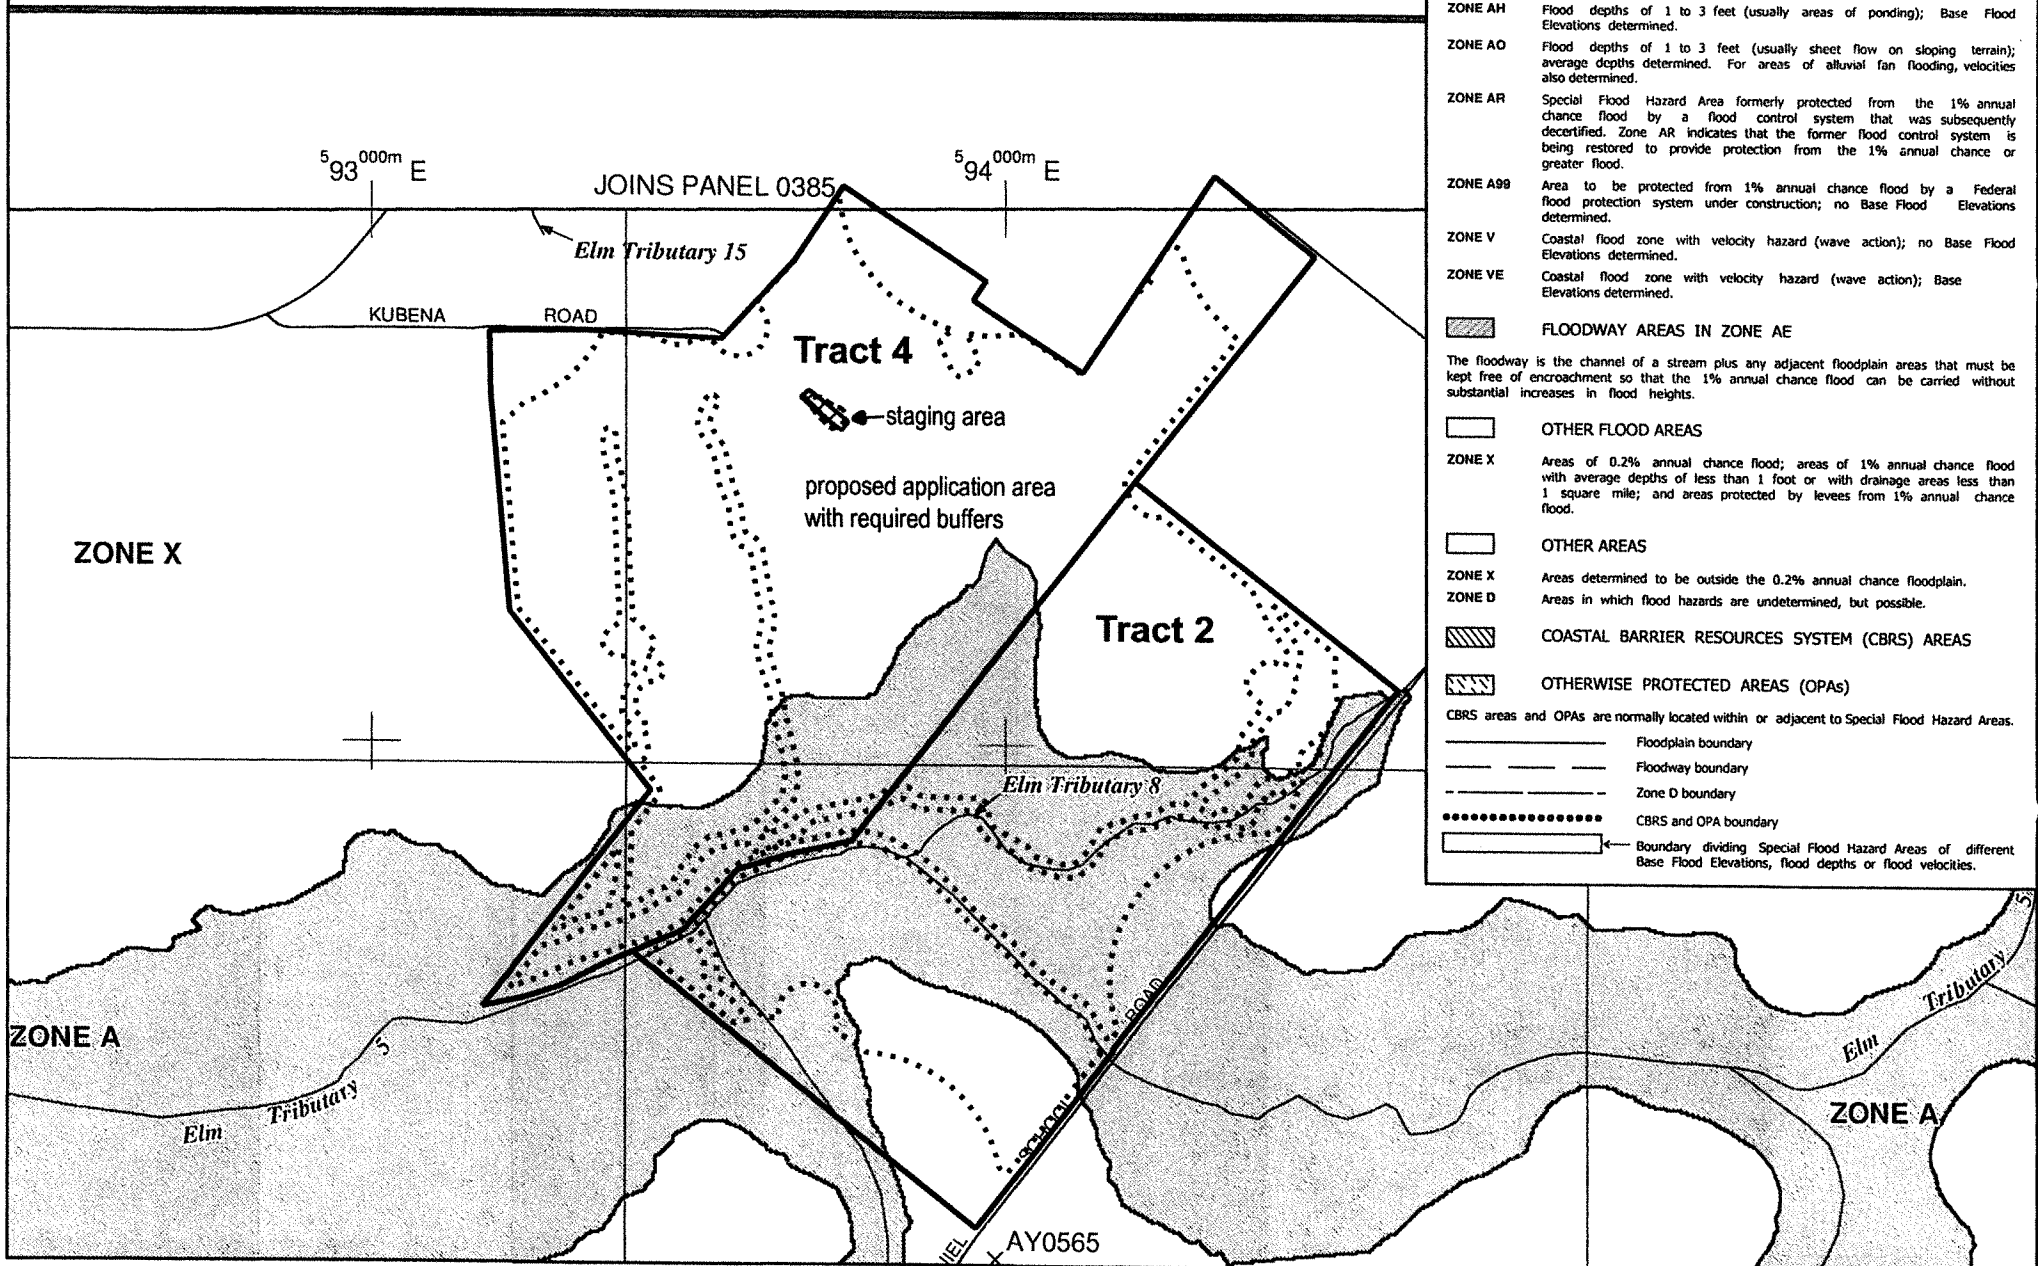 ZONE AH Flood depths of 1 to 3 feet (usually areas of ponding); Base Flood
Elevations determined.
ZONE AO Flood depths of 1 to 3 feet (usually sheet flow on sloping terrain);
average depths determined. For areas of alluvial fan flooding, velocities
also determined.
ZONE AR Special Flood Hazard Area formerly protected from the 1% annual
chance flood by a flood control system that was subsequently
decertified. Zone AR indicates that the former flood control system is
being restored to provide protection from the 1% annual chance or
greater flood.
ZONE A99 Area to be protected from 1% annual chance flood by a Federal
flood protection system under construction; no Base Flood Elevations
determined.
ZONE V Coastal flood zone with velocity hazard (wave action); no Base Flood
Elevations determined.
ZONE VE Coastal flood zone with velocity hazard (wave action); Base
Elevations determined.
FLOODWAY AREAS IN ZONE AE
The floodway is the channel of a stream plus any adjacent floodplain areas that must be
kept free of encroachment so that the 1% annual chance flood can be carried without
substantial increases in flood heights.
OTHER FLOOD AREAS
ZONE X Areas of 0.2% annual chance flood; areas of 1% annual chance flood
with average depths of less than 1 foot or with drainage areas less than
1 square mile; and areas protected by levees from 1% annual chance
flood.
OTHER AREAS
ZONE X Areas determined to be outside the 0.2% annual chance floodplain.
ZONE D Areas in which flood hazards are undetermined, but possible.
COASTAL BARRIER RESOURCES SYSTEM (CBRS) AREAS
OTHERWISE PROTECTED AREAS (OPAs)
CBRS areas and OPAs are normally located within or adjacent to Special Flood Hazard Areas.
Floodplain boundary
Floodway boundary
Zone D boundary
CBRS and OPA boundary
Boundary dividing Special Flood Hazard Areas of different
Base Flood Elevations, flood depths or flood velocities.
593000m E
594000m E
JOINS PANEL 0385
Elm Tributary 15
KUBENA ROAD
Tract 4
staging area
proposed application area
with required buffers
ZONE X
Tract 2
Elm Tributary 8
ROAD
SCHOOL
NIEL
ZONE A
Elm Tributary 5
Elm Tributary 5
ZONE A
AY0565